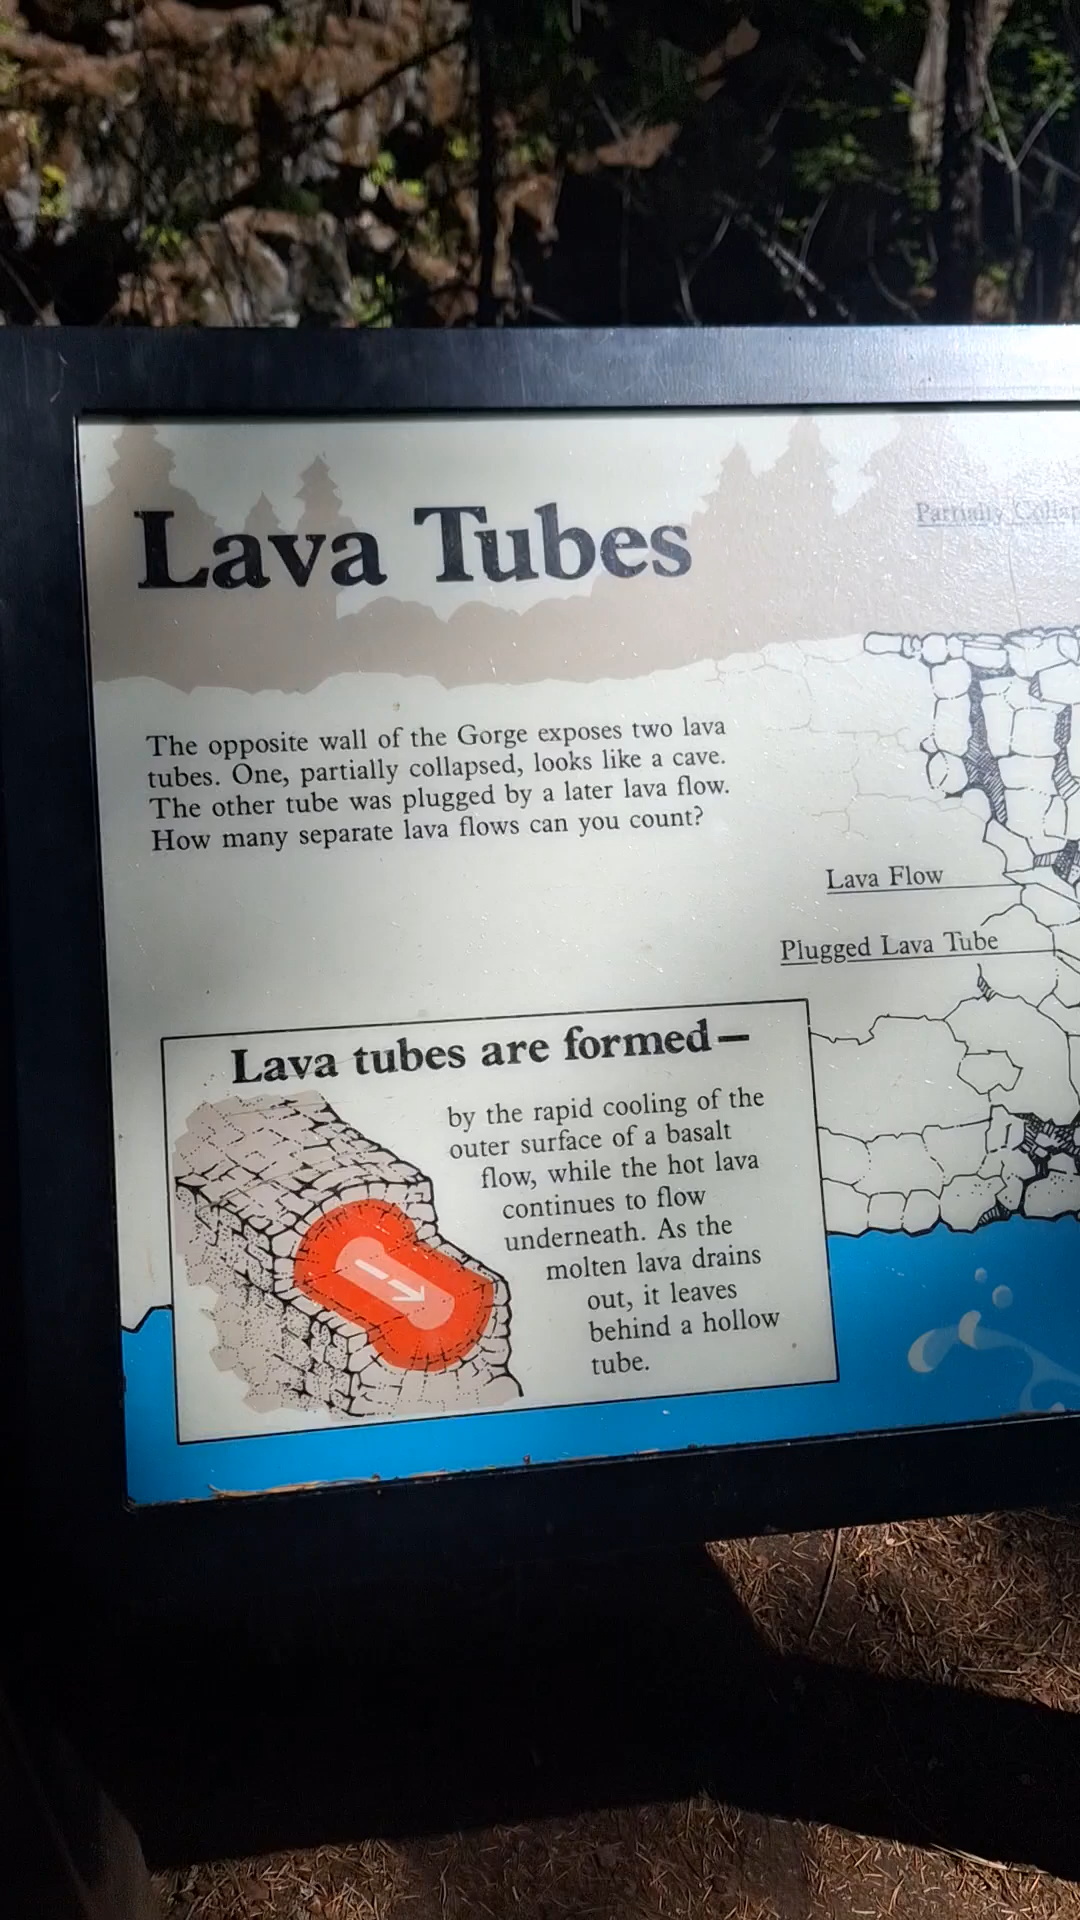 Lava Tubes
Partially
The opposite wall of the Gorge exposes two lava
tubes. One, partially collapsed, looks like a cave.
The other tube was plugged by a later lava flow.
How many separate lava flows can you count?
Lava Flow
Plugged Lava Tube
Lava tubes are formed—
by the rapid cooling of the
outer surface of a basalt
flow, while the hot lava
continues to flow
underneath. As the
molten lava drains
out, it leaves
behind a hollow
tube.